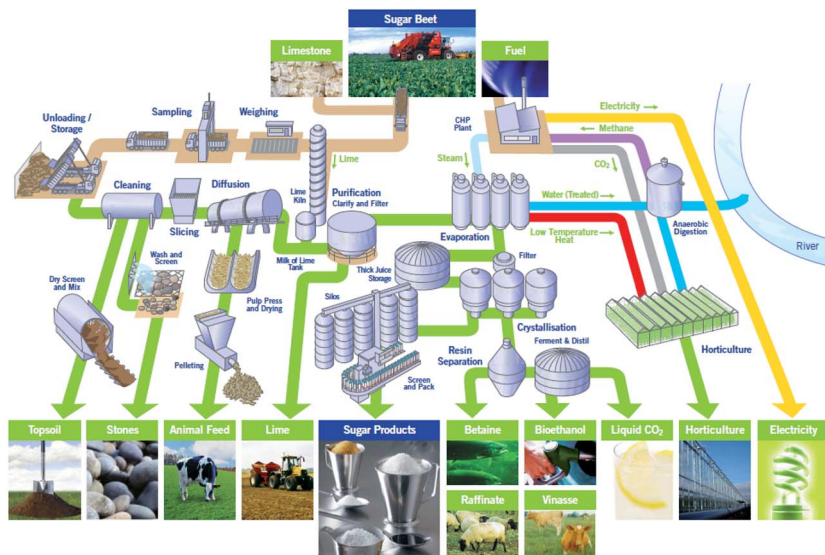 Sugar Beet
Limestone
Fuel
Electricity
Methane
CHP
Plant
CO₂
Sampling
Weighing
Unloading /
Storage
Lime
Steam
Cleaning
Diffusion
Lime
Kiln
Purification
Clarify and Filter
Water (Treated)
Anaerobic
Digestion
Slicing
Evaporation
Low Temperature
Heat
River
Wash and
Screen
Milk of Lime
Tank
Thick Juice
Storage
Filter
Dry Screen
and Mix
Pulp Press
and Drying
Silos
Crystallisation
Horticulture
Pelleting
Resin
Separation
Ferment & Distil
Screen
and Pack
Topsoil
Stones
Animal Feed
Lime
Sugar Products
Betaine
Bioethanol
Liquid CO₂
Horticulture
Electricity
Raffinate
Vinasse